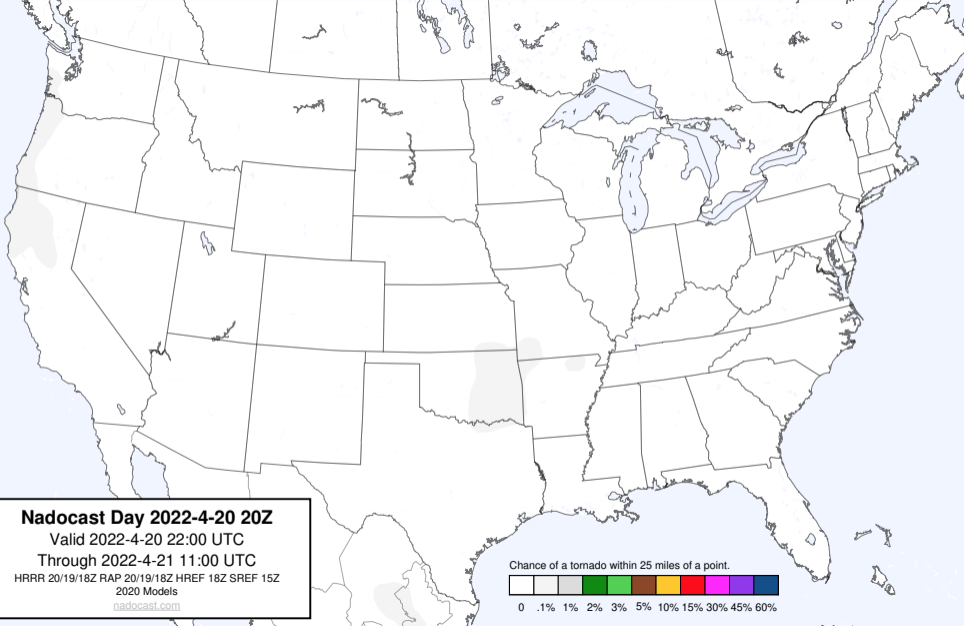 Nadocast Day 2022-4-20 20Z
Valid 2022-4-20 22:00 UTC
Through 2022-4-21 11:00 UTC
HRRR 20/19/18Z RAP 20/19/18Z HREF 18Z SREF 15Z
2020 Models
nadocast.com
Chance of a tornado within 25 miles of a point.
0 .1% 1% 2% 3% 5% 10% 15% 30% 45% 60%